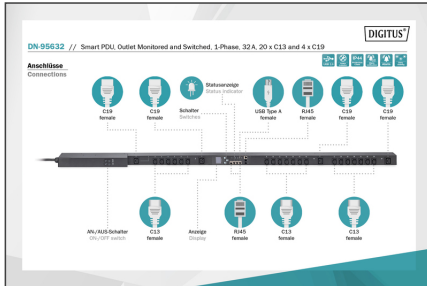 DIGITUS®
DN-95632 // Smart PDU, Outlet Monitored and Switched, 1-Phase, 32 A, 20 x C13 and 4 x C19
Anschlüsse
Connections
C19
female
C19
female
Schalter
Switches
Statusanzeige
Status indicator
USB Type A
female
RJ45
female
C19
female
C19
female
AN-/AUS-Schalter
ON-/OFF switch
C13
female
Anzeige
Display
RJ45
female
C13
female
C13
female